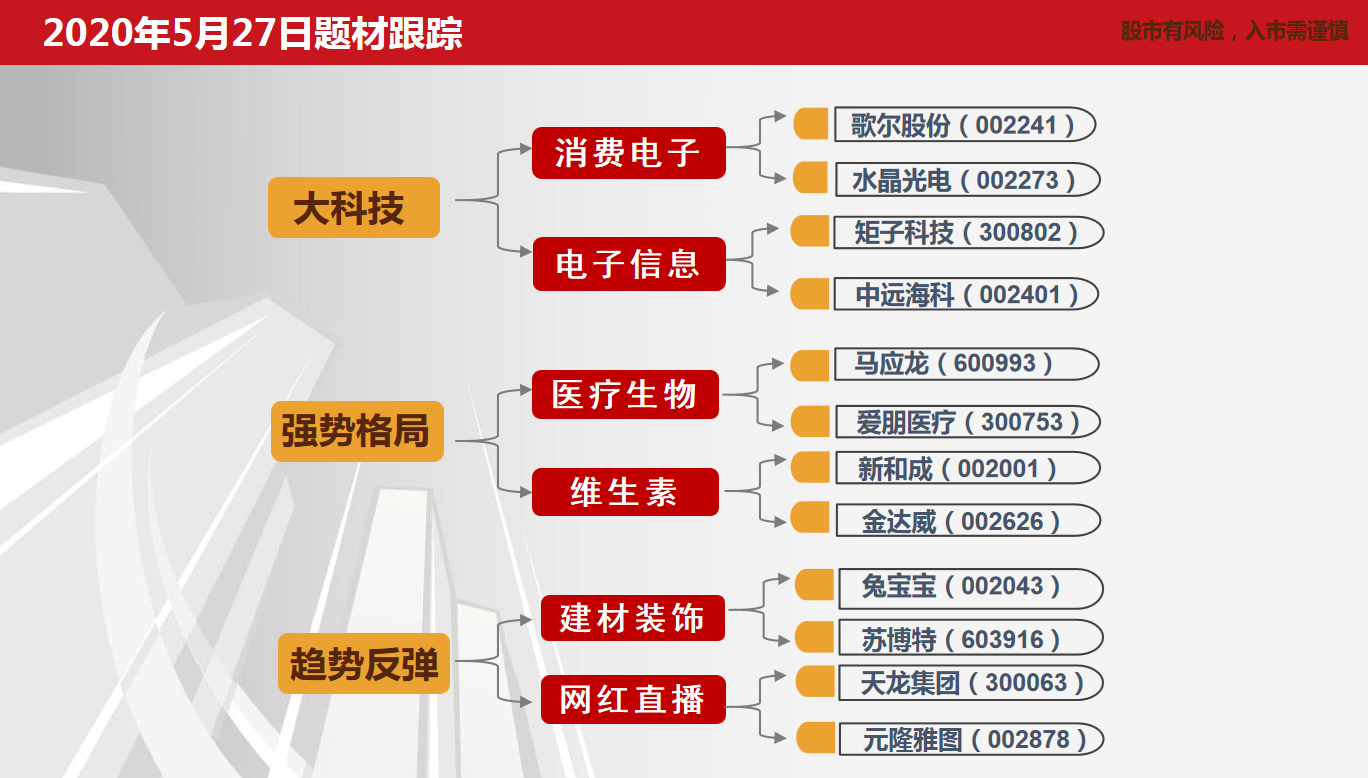 2020年5月27日题材跟踪
股市有风险，入市需谨慎
大科技
消费电子
歌尔股份（002241）
水晶光电（002273）
电子信息
矩子科技（300802）
中远海科（002401）
强势格局
医疗生物
马应龙（600993）
爱朋医疗（300753）
维生素
新和成（002001）
金达威（002626）
趋势反弹
建材装饰
兔宝宝（002043）
苏博特（603916）
网红直播
天龙集团（300063）
元隆雅图（002878）